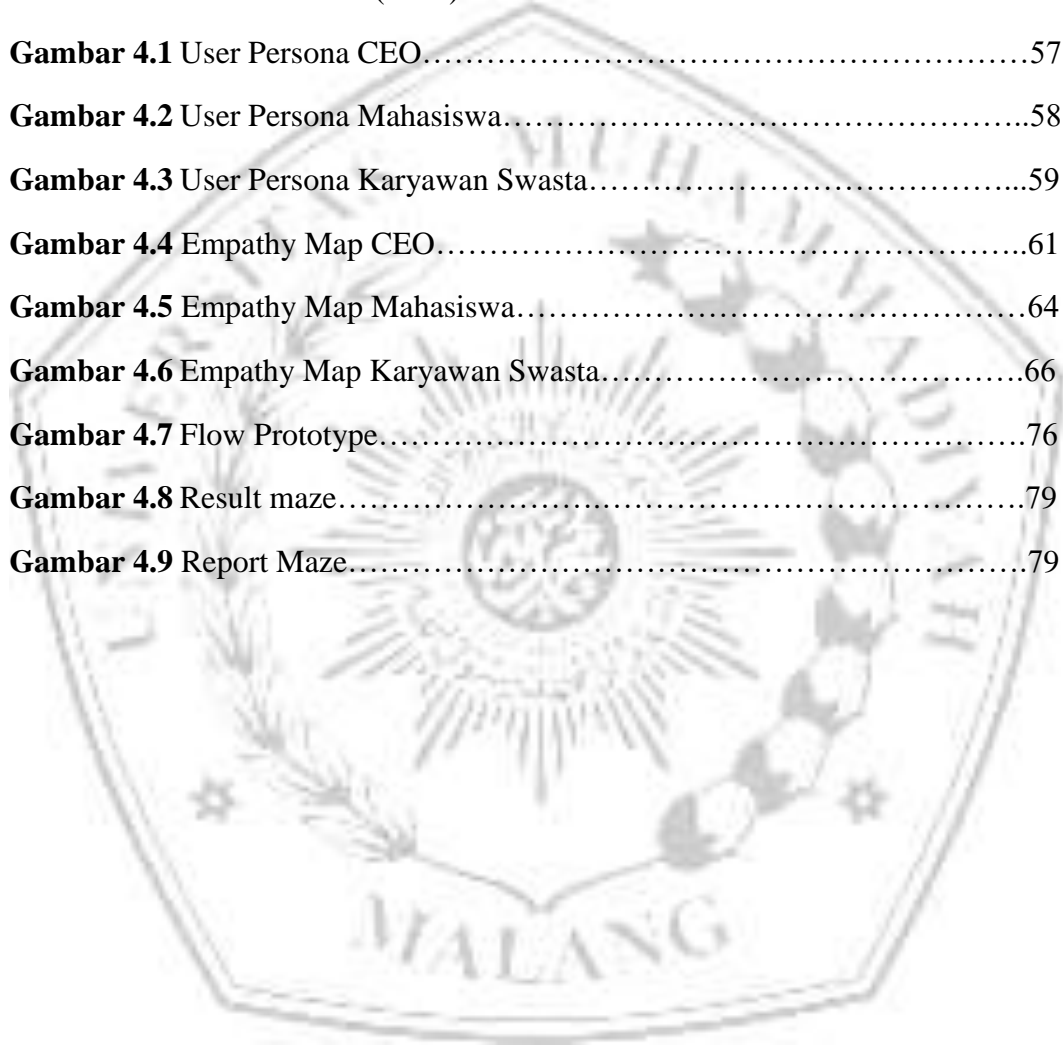 Gambar 4.1 User Persona CEO……………………………………………………57
Gambar 4.2 User Persona Mahasiswa…………………….……………………..58
Gambar 4.3 User Persona Karyawan Swasta……………………………………...59
Gambar 4.4 Empathy Map CEO…………………………………………………..61
Gambar 4.5 Empathy Map Mahasiswa……………………………………………64
Gambar 4.6 Empathy Map Karyawan Swasta…………………………………….66
Gambar 4.7 Flow Prototype………………………………………………………76
Gambar 4.8 Result maze…………………………………………………………79
Gambar 4.9 Report Maze………………………………………………………….79
UNIVERSITAS MUHAMMADIYAH
MALANG